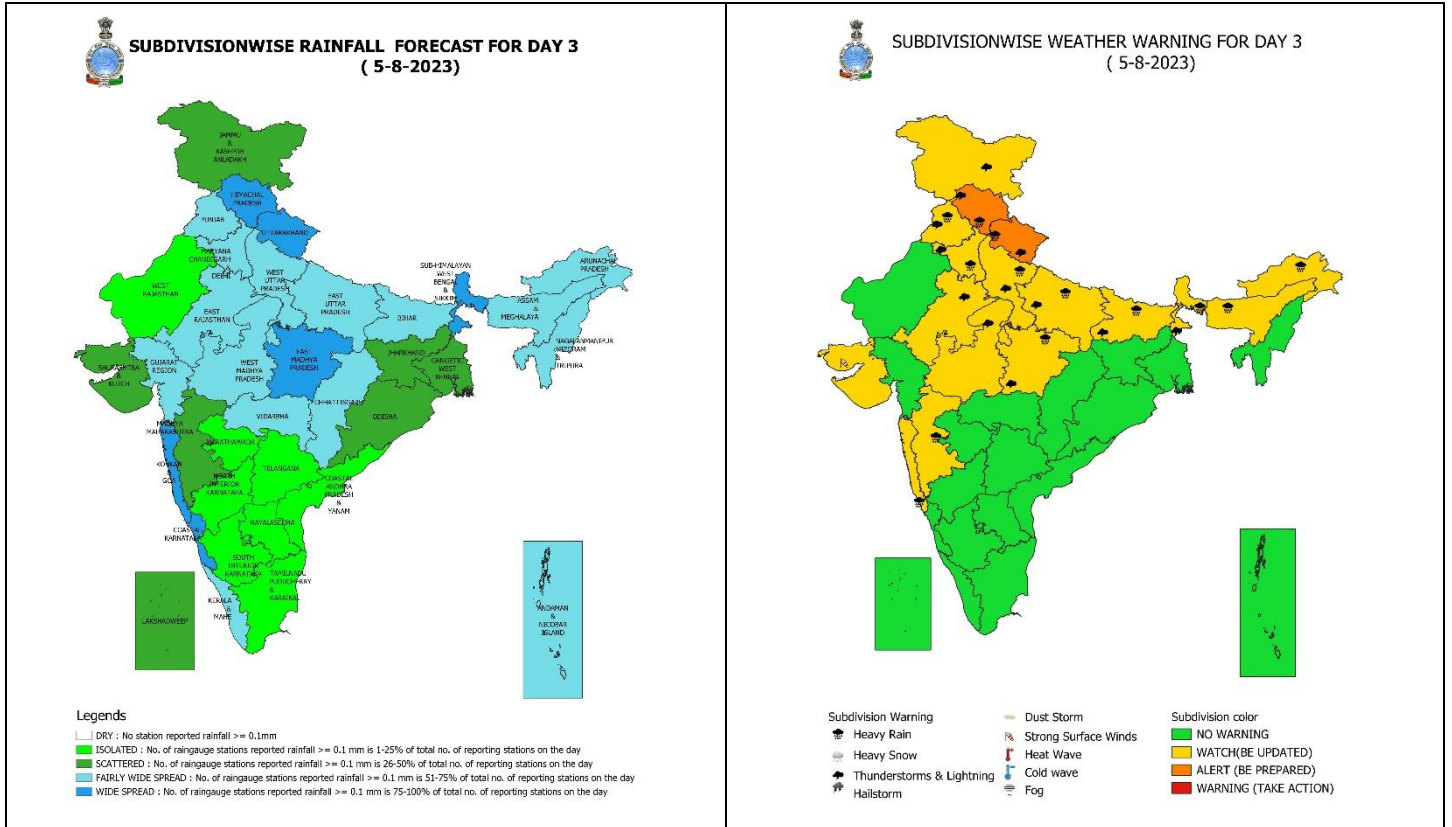 SUBDIVISIONWISE RAINFALL FORECAST FOR DAY 3
( 5-8-2023)
JAMMU
&
KASHMIR
ANLADAKH
HIMACHAL
PRADESH
PUNJAB
UTTARAKHAND
HARYANA
CHANDIGARH
DELHI
WEST
RAJASTHAN
WEST
UTTAR
PRADESH
SUB-HIMALAYAN
WEST
BENGAL
&
SIKKIM
ARUNACHAL
PRADESH
EAST
UTTAR
PRADESH
ASSAM
&
MEGHALAYA
EAST
RAJASTHAN
BIHAR
NAGALANMANIPUR
MIZORAM
&
TRIPURA
GUJARAT
REGION
WEST
MADHYA
PRADESH
EAST
MADHYA
PRADESH
JHARKHAND
GANGETIC
WEST
BENGAL
SAURASHTRA
&
KUTCH
CHHATTISGARH
VIDARBHA
ODISHA
MADHYA
MAHARASHTRA
MARATHAWADA
KONKAN
&
GOA
TELANGANA
NORTH
INTERIOR
KARNATAKA
COASTAL
ANDHRA
PRADESH
&
YANAM
RAYALASEEMA
COASTAL
KARNATAKA
SOUTH
INTERIOR
KARNATAKA
TAMILNADU
PUDUCHERRY
&
KARAIKAL
KERALA
&
MAHE
LAKSHADWEEP
ANDAMAN
&
NICOBAR
ISLAND
Legends
DRY : No station reported rainfall >= 0.1mm
ISOLATED : No. of raingauge stations reported rainfall >= 0.1 mm is 1-25% of total no. of reporting stations on the day
SCATTERED : No. of raingauge stations reported rainfall >= 0.1 mm is 26-50% of total no. of reporting stations on the day
FAIRLY WIDE SPREAD : No. of raingauge stations reported rainfall >= 0.1 mm is 51-75% of total no. of reporting stations on the day
WIDE SPREAD : No. of raingauge stations reported rainfall >= 0.1 mm is 75-100% of total no. of reporting stations on the day
SUBDIVISIONWISE WEATHER WARNING FOR DAY 3
( 5-8-2023)
Subdivision Warning
Heavy Rain
Heavy Snow
Thunderstorms & Lightning
Hailstorm
Dust Storm
Strong Surface Winds
Heat Wave
Cold wave
Fog
Subdivision color
NO WARNING
WATCH(BE UPDATED)
ALERT (BE PREPARED)
WARNING (TAKE ACTION)